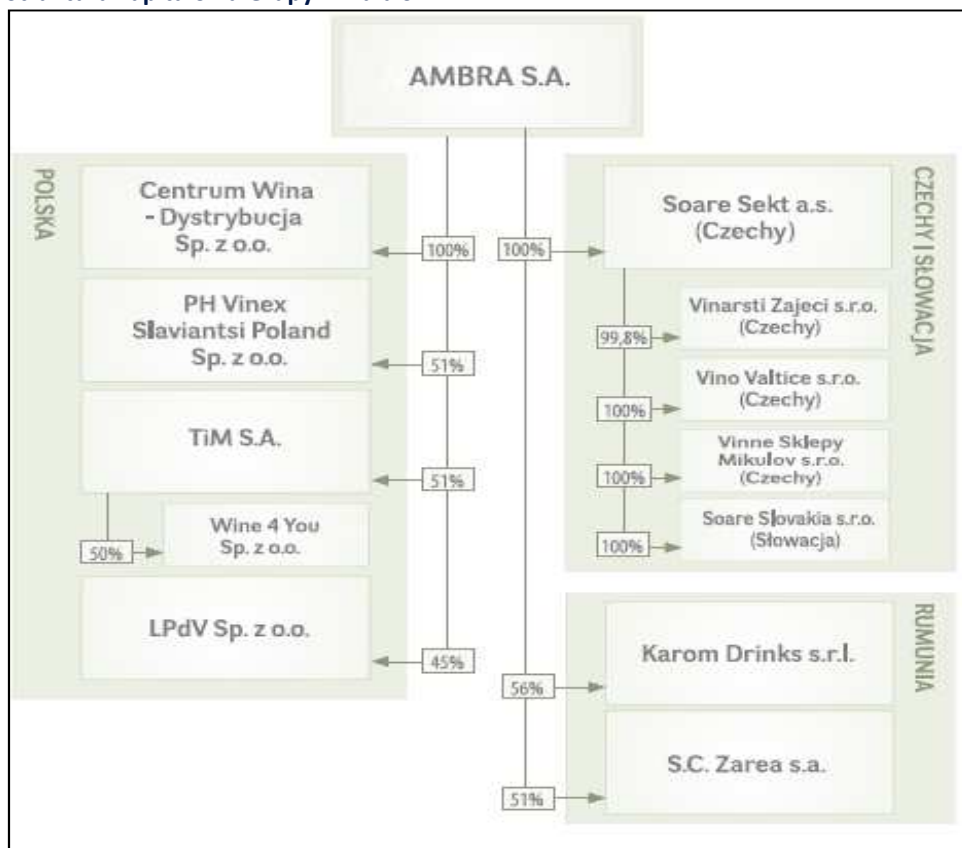 AMBRA S.A.
POLSKA
Centrum Wina
- Dystrybucja
Sp. z o.o.
100%
PH Vinex
Slaviantsi Poland
Sp. z o.o.
51%
TiM S.A.
51%
Wine 4 You
Sp. z o.o.
50%
LPdV Sp. z o.o.
45%
CZECHY I SŁOWACJA
Soare Sekt a.s.
(Czechy)
100%
Vinarsti Zajeci s.r.o.
(Czechy)
99,8%
Vino Valtice s.r.o.
(Czechy)
100%
Vinne Sklepy
Mikulov s.r.o.
(Czechy)
100%
Soare Slovakia s.r.o.
(Słowacja)
100%
RUMUNIA
Karom Drinks s.r.l.
56%
S.C. Zarea s.a.
51%